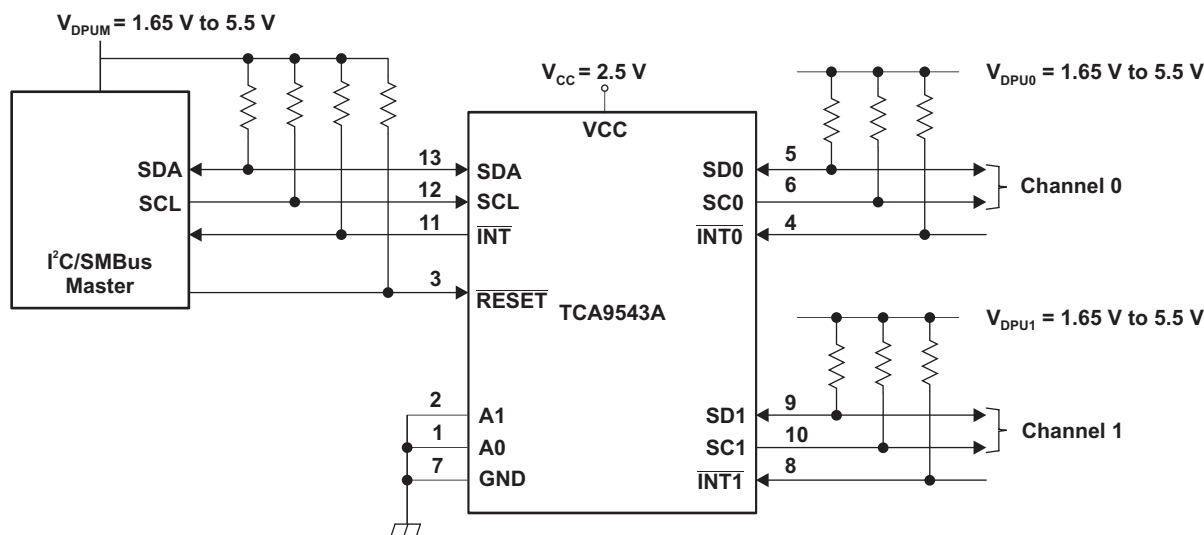 V_DPUM = 1.65 V to 5.5 V
V_CC = 2.5 V
V_DPU0 = 1.65 V to 5.5 V
VCC
SDA
13
SDA
SCL
12
SCL
11
INT
I²C/SMBus
Master
3
RESET
TCA9543A
SD0
5
SC0
6
INT0
4
Channel 0
V_DPU1 = 1.65 V to 5.5 V
2
A1
1
A0
7
GND
SD1
9
SC1
10
INT1
8
Channel 1